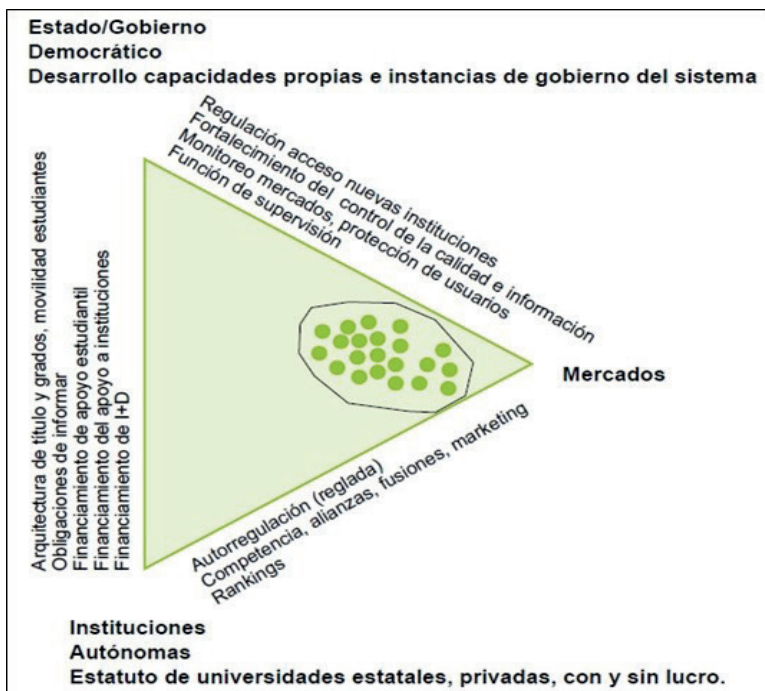 Estado/Gobierno
Democrático
Desarrollo capacidades propias e instancias de gobierno del sistema
Regulación acceso nuevas instituciones
Fortalecimiento del control de la calidad e información
Monitoreo mercados, protección de usuarios
Función de supervisión
Arquitectura de título y grados, movilidad estudiantes
Obligaciones de informar
Financiamiento de apoyo estudiantil
Financiamiento del apoyo a instituciones
Financiamiento de I+D
Mercados
Autorregulación (reglada)
Competencia, alianzas, fusiones, marketing
Rankings
Instituciones
Autónomas
Estatuto de universidades estatales, privadas, con y sin lucro.